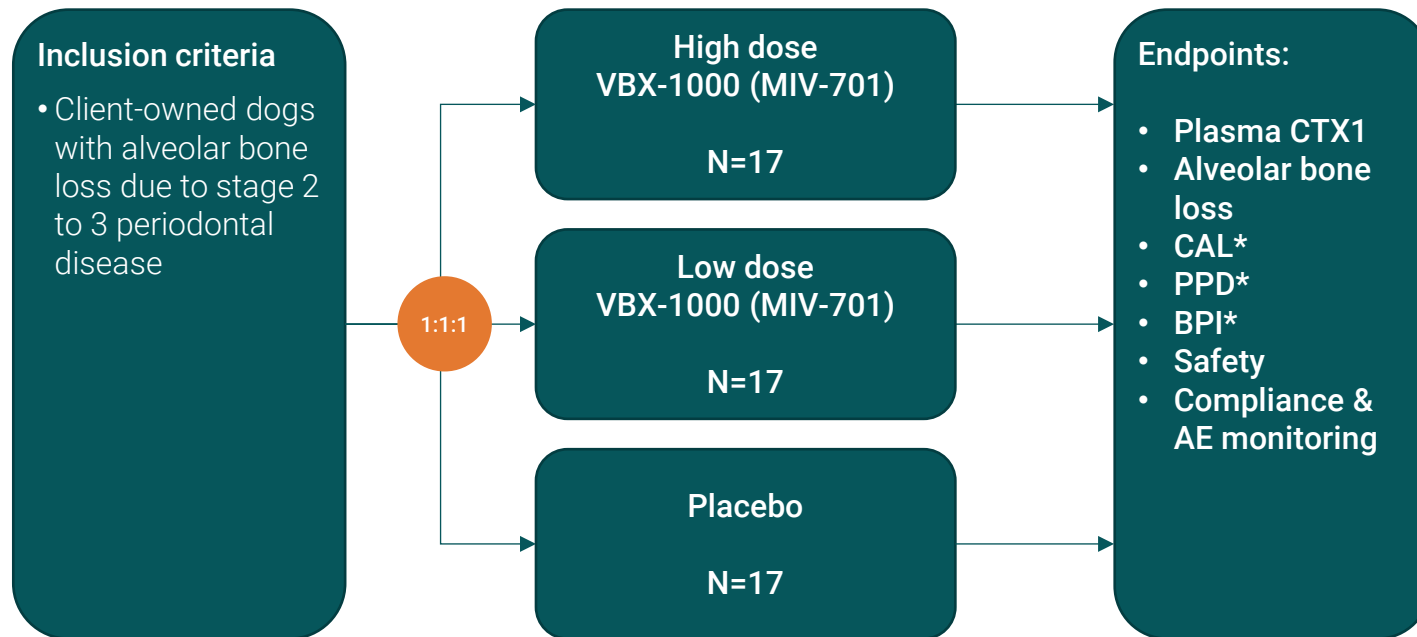 Inclusion criteria
• Client-owned dogs
with alveolar bone
loss due to stage 2
to 3 periodontal
disease
1:1:1
High dose
VBX-1000 (MIV-701)
N=17
Low dose
VBX-1000 (MIV-701)
N=17
Placebo
N=17
Endpoints:
• Plasma CTX1
• Alveolar bone
loss
• CAL*
• PPD*
• BPI*
• Safety
• Compliance &
AE monitoring